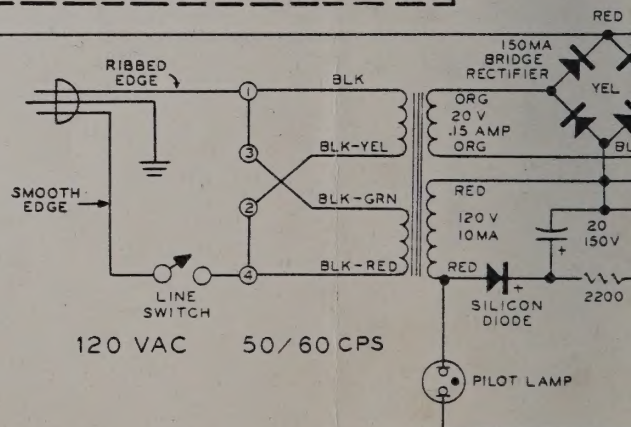 RED
150MA
BRIDGE
RECTIFIER
YEL
RIBBED
EDGE
1
BLK
ORG
20 V
.15 AMP
ORG
BLK-YEL
3
BLK-GRN
RED
SMOOTH
EDGE
2
120V
10MA
20
150V
+
4
BLK-RED
RED
+
LINE
SWITCH
SILICON
DIODE
2200
120 VAC
50/60 CPS
PILOT LAMP